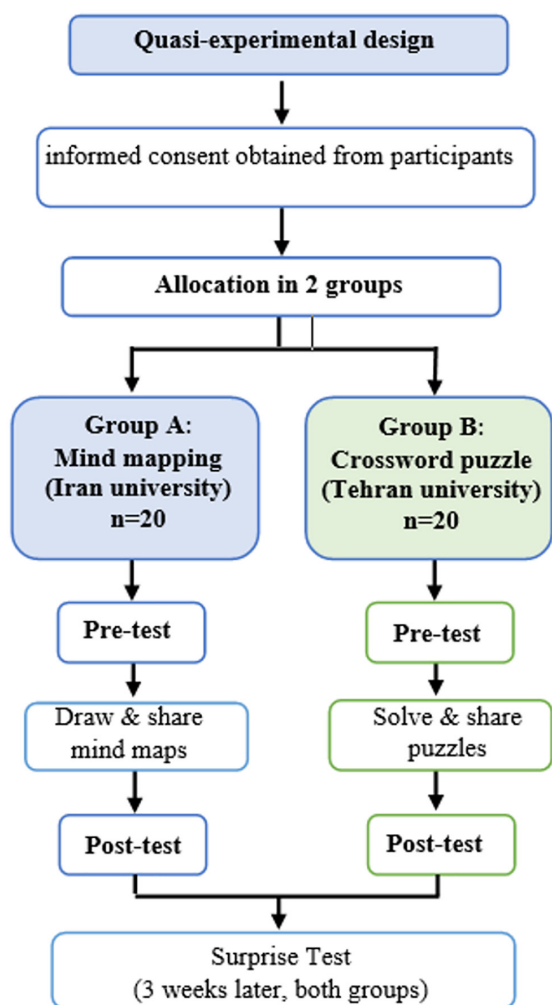 Quasi-experimental design
informed consent obtained from participants
Allocation in 2 groups
Group A:
Mind mapping
(Iran university)
n=20
Group B:
Crossword puzzle
(Tehran university)
n=20
Pre-test
Pre-test
Draw & share
mind maps
Solve & share
puzzles
Post-test
Post-test
Surprise Test
(3 weeks later, both groups)